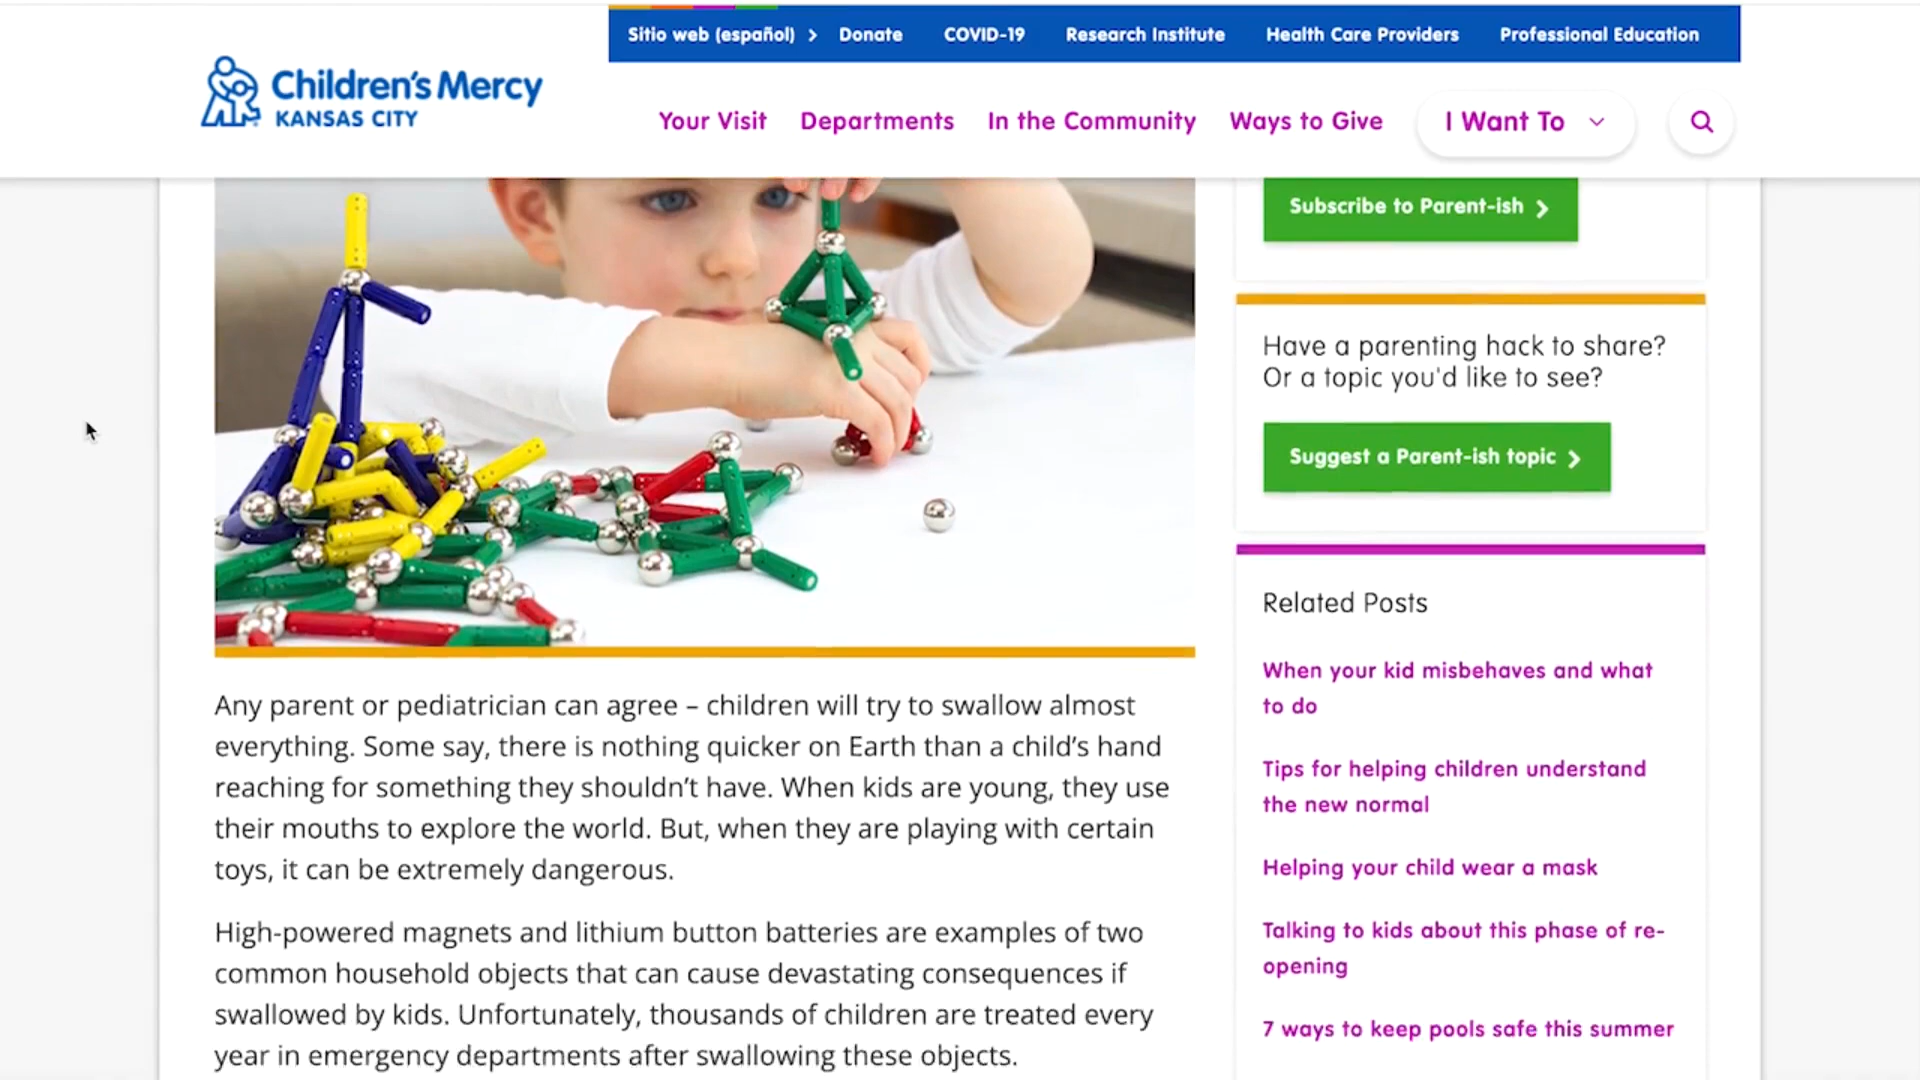 Sitio web (español) > Donate COVID-19 Research Institute Health Care Providers Professional Education
Children's Mercy
KANSAS CITY
Your Visit Departments In the Community Ways to Give I Want To
Subscribe to Parent-ish >
Have a parenting hack to share?
Or a topic you'd like to see?
Suggest a Parent-ish topic >
Any parent or pediatrician can agree – children will try to swallow almost
everything. Some say, there is nothing quicker on Earth than a child's hand
reaching for something they shouldn't have. When kids are young, they use
their mouths to explore the world. But, when they are playing with certain
toys, it can be extremely dangerous.
High-powered magnets and lithium button batteries are examples of two
common household objects that can cause devastating consequences if
swallowed by kids. Unfortunately, thousands of children are treated every
year in emergency departments after swallowing these objects.
Related Posts
When your kid misbehaves and what
to do
Tips for helping children understand
the new normal
Helping your child wear a mask
Talking to kids about this phase of re-
opening
7 ways to keep pools safe this summer